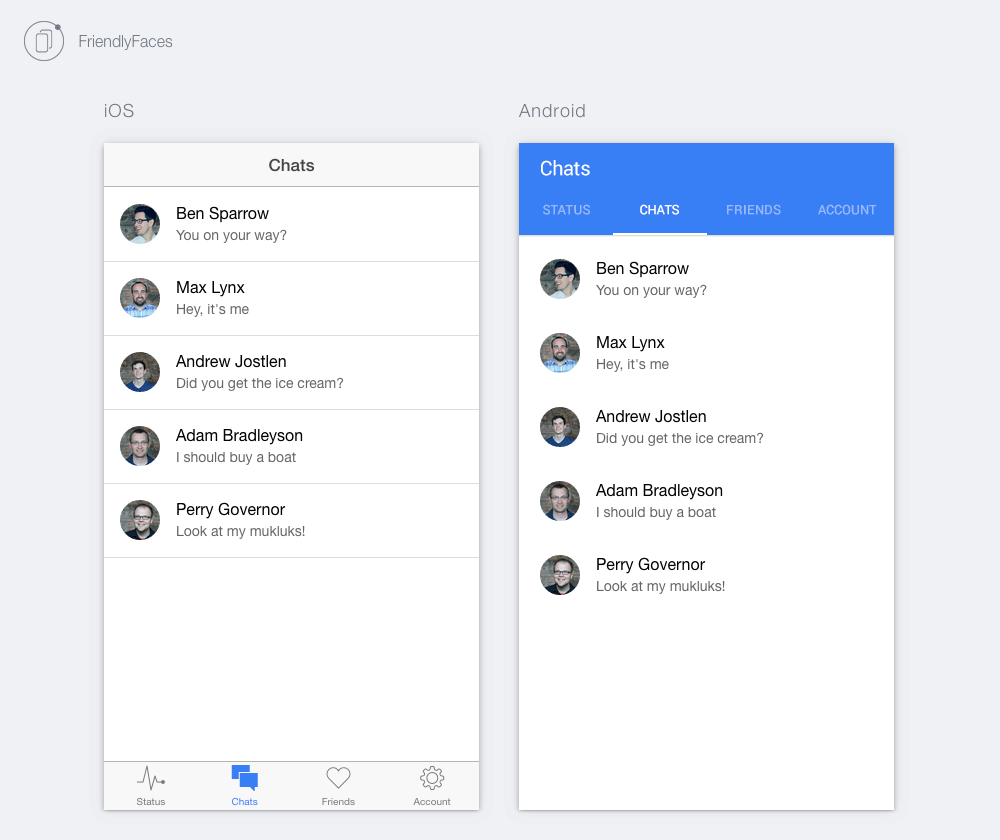 FriendlyFaces
iOS
Chats
Ben Sparrow
You on your way?
Max Lynx
Hey, it's me
Andrew Jostlen
Did you get the ice cream?
Adam Bradleyson
I should buy a boat
Perry Governor
Look at my mukluks!
Status Chats Friends Account
Android
Chats
STATUS CHATS FRIENDS ACCOUNT
Ben Sparrow
You on your way?
Max Lynx
Hey, it's me
Andrew Jostlen
Did you get the ice cream?
Adam Bradleyson
I should buy a boat
Perry Governor
Look at my mukluks!